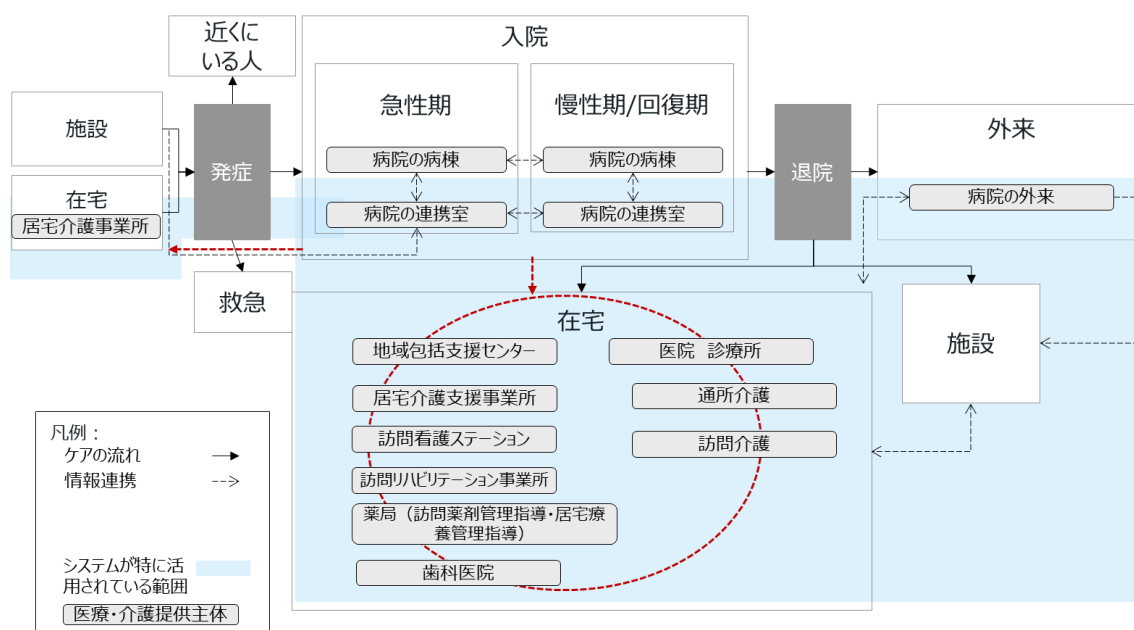 近くに
いる人
施設
在宅
居宅介護事業所
発症
救急
入院
急性期
病院の病棟
病院の連携室
慢性期/回復期
病院の病棟
病院の連携室
退院
外来
病院の外来
施設
在宅
地域包括支援センター
居宅介護支援事業所
訪問看護ステーション
訪問リハビリテーション事業所
薬局（訪問薬剤管理指導・居宅療
養管理指導）
歯科医院
医院　診療所
通所介護
訪問介護
凡例：
ケアの流れ
情報連携
システムが特に活
用されている範囲
医療・介護提供主体